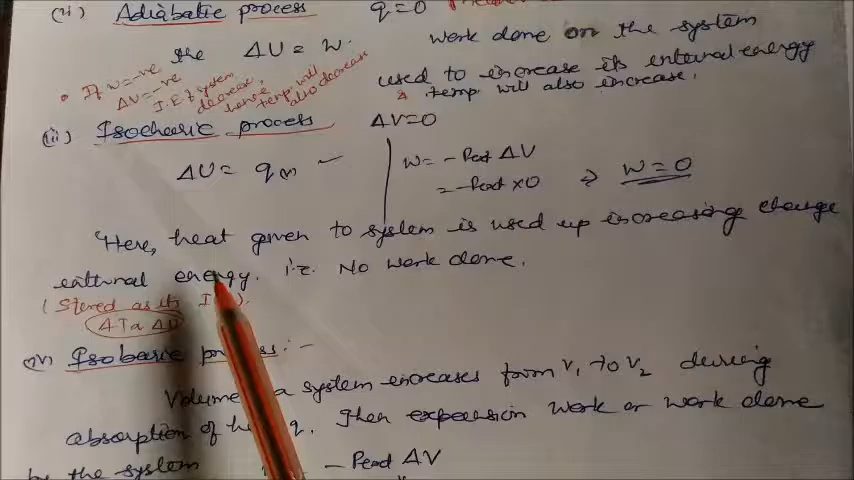 (ii) Adiabatic process q=0
the ΔU = W. work done on the system
used to increase its internal energy
& temp. will also increase.
• If w=-ve
ΔU=-ve
I.E of system
decrease,
hence
temp. will
also decrease
(iii) Isochoric process ΔV=0
ΔU = q(v)
W = -Pext ΔV
= -Pext x0 ⇒ W=0
Here, heat given to system is used up increasing change
internal energy. i.e. No work done.
(Stored as its I ).
ΔT α ΔU
(iv) Isobaric process :-
Volume a system increases from V1 to V2 during
absorption of q. Then expansion work or work done
by the system - Pext ΔV